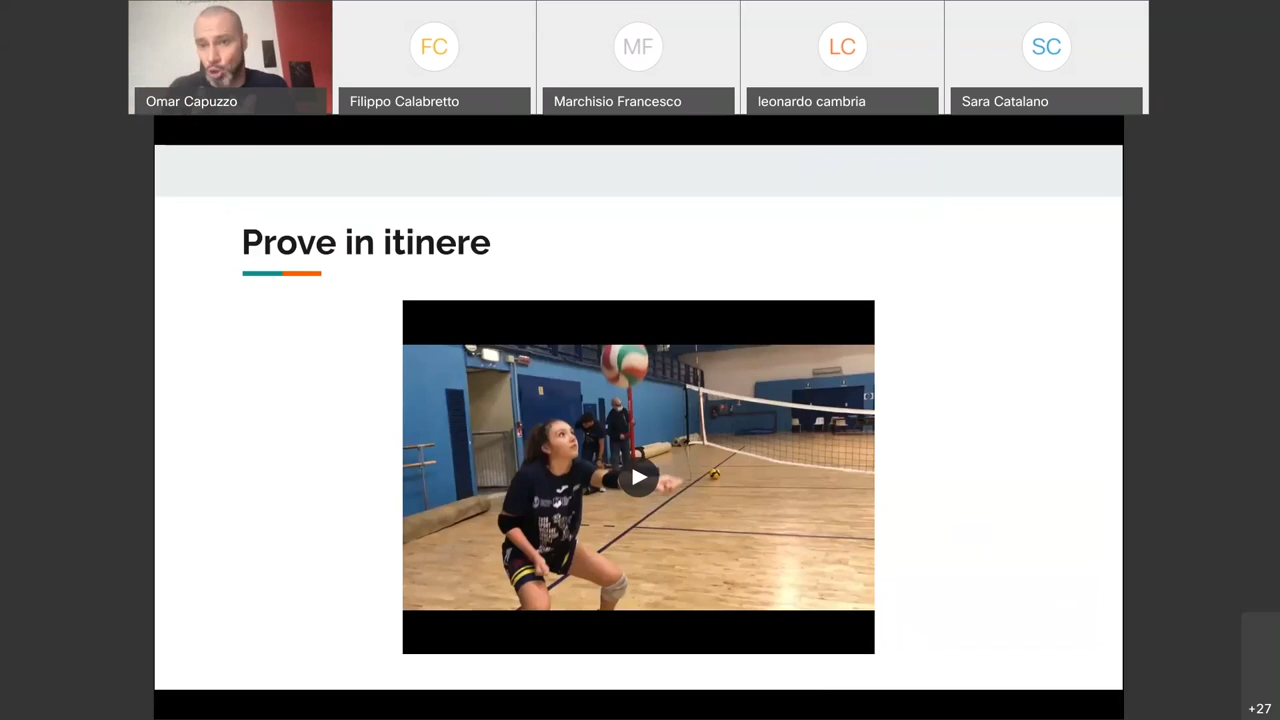 FC
MF
LC
SC
Omar Capuzzo
Filippo Calabretto
Marchisio Francesco
leonardo cambria
Sara Catalano
Prove in itinere
+27